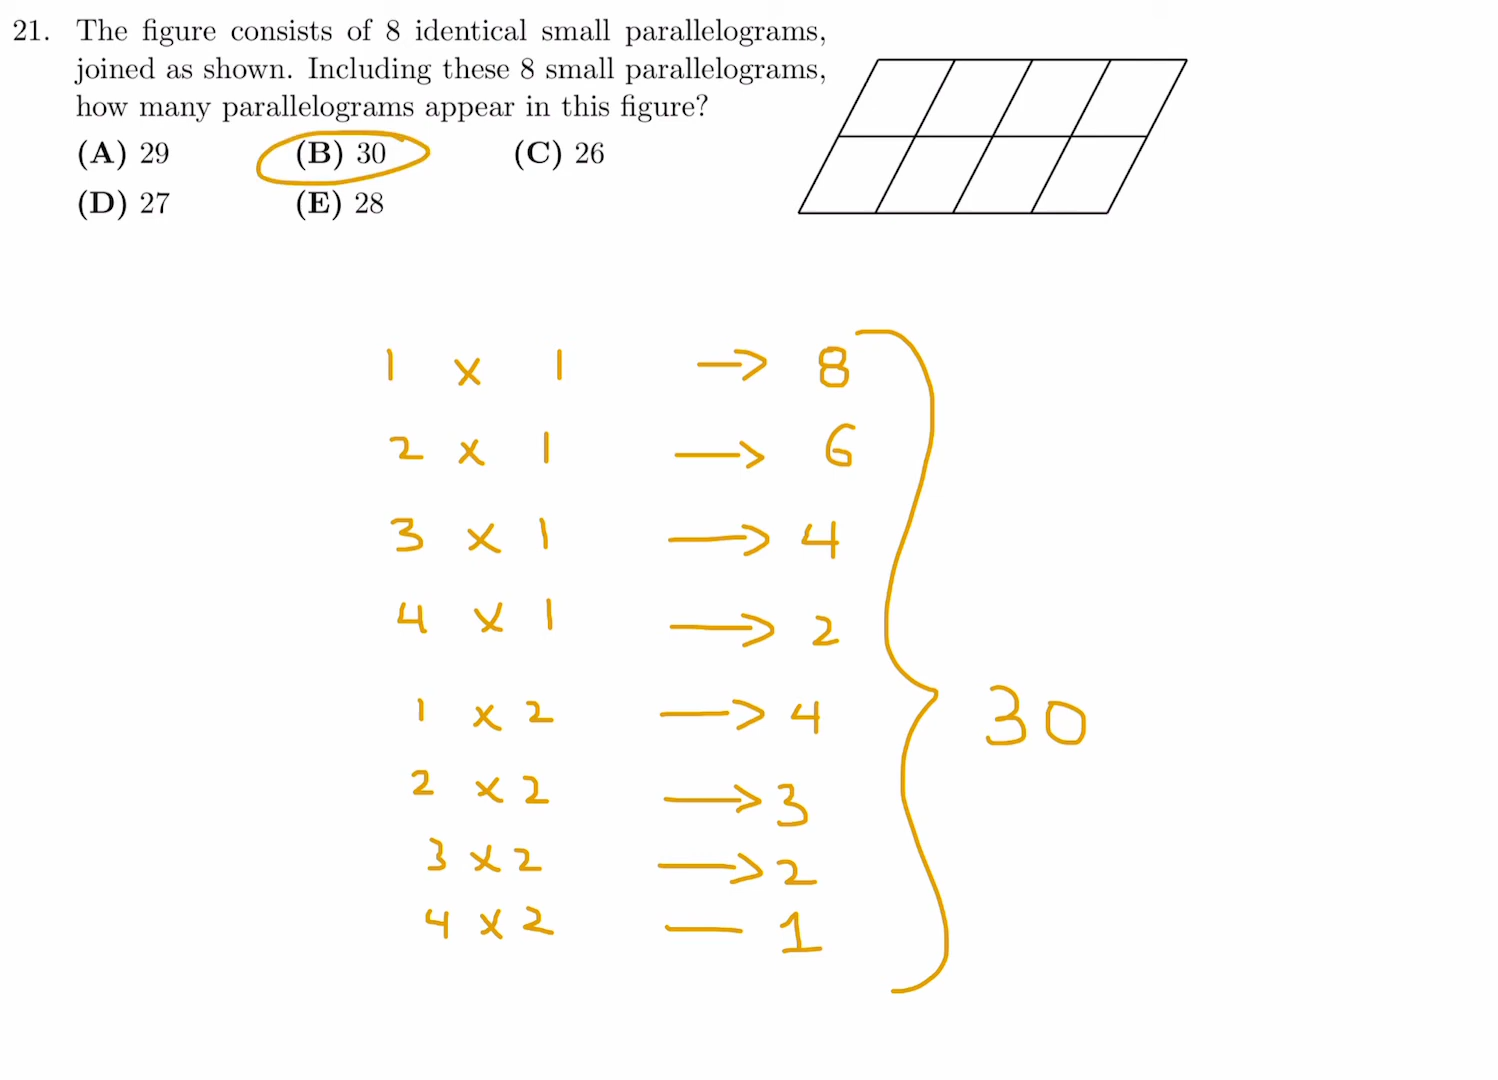 21. The figure consists of 8 identical small parallelograms,
joined as shown. Including these 8 small parallelograms,
how many parallelograms appear in this figure?
(A) 29 (B) 30 (C) 26
(D) 27 (E) 28
1 x 1 → 8
2 x 1 → 6
3 x 1 → 4
4 x 1 → 2
30
1 x 2 → 4
2 x 2 → 3
3 x 2 → 2
4 x 2 — 1